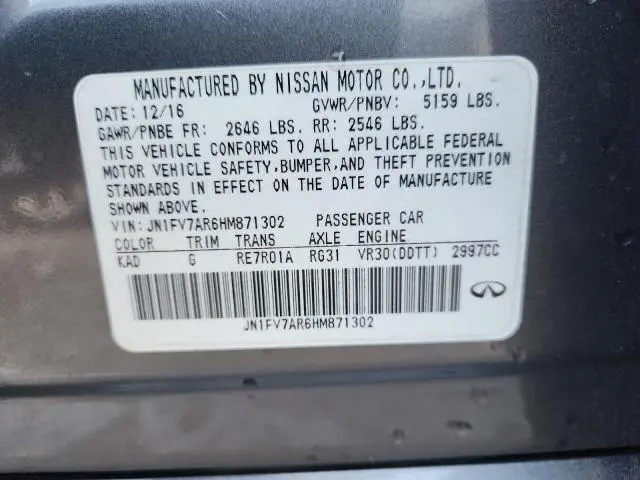 MANUFACTURED BY NISSAN MOTOR CO.,LTD.
DATE: 12/16 GVWR/PNBV: 5159 LBS.
GAWR/PNBE FR: 2646 LBS. RR: 2546 LBS.
THIS VEHICLE CONFORMS TO ALL APPLICABLE FEDERAL
MOTOR VEHICLE SAFETY,BUMPER,AND THEFT PREVENTION
STANDARDS IN EFFECT ON THE DATE OF MANUFACTURE
SHOWN ABOVE.
VIN: JN1FV7AR6HM871302 PASSENGER CAR
COLOR TRIM TRANS AXLE ENGINE
KAD G RE7R01A RG31 VR30(DDTT) 2997CC
JN1FV7AR6HM871302